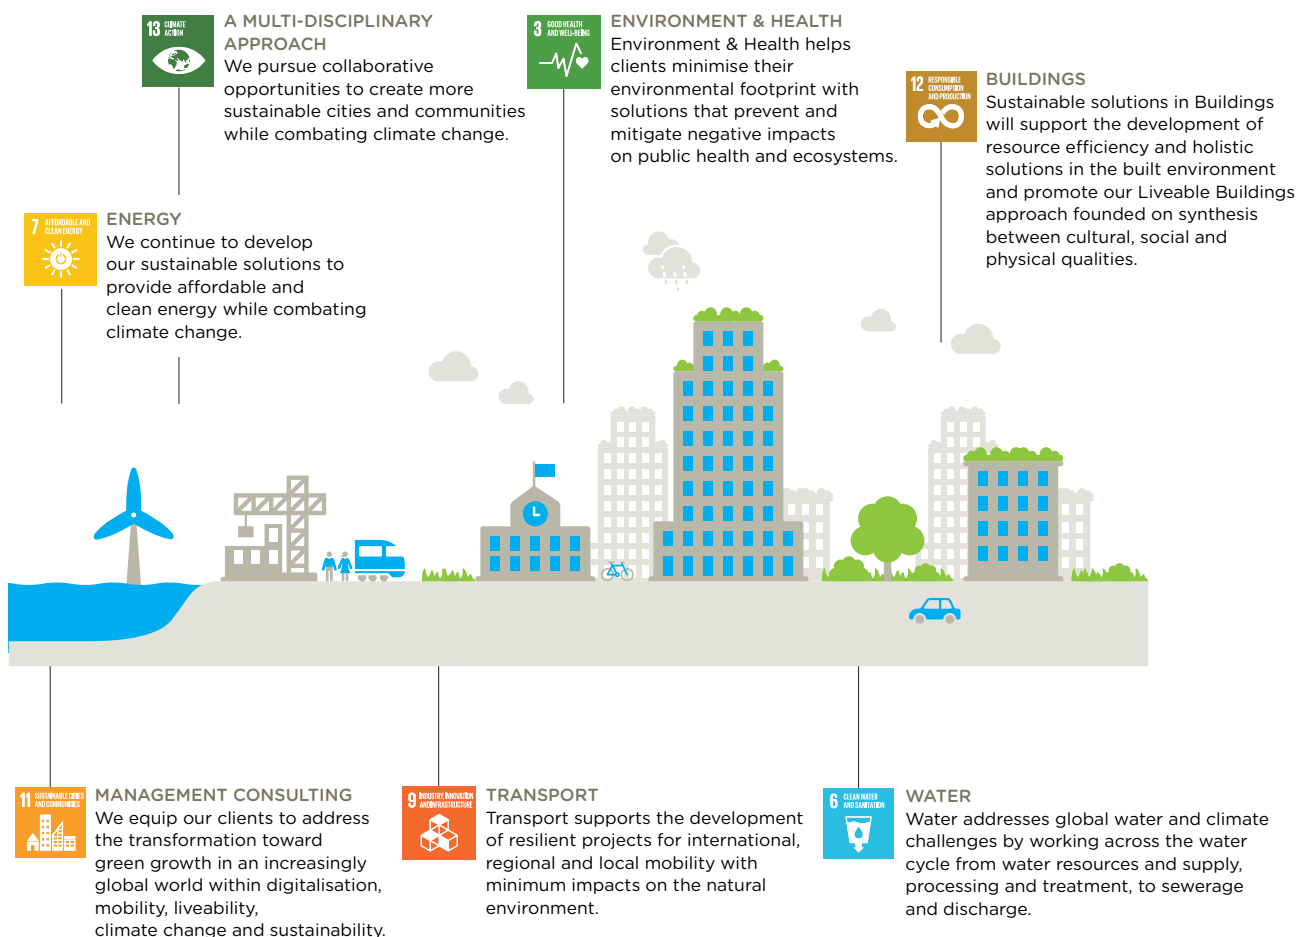 13 CLIMATE
ACTION
A MULTI-DISCIPLINARY
APPROACH
We pursue collaborative
opportunities to create more
sustainable cities and communities
while combating climate change.
3 GOOD HEALTH
AND WELL-BEING
ENVIRONMENT & HEALTH
Environment & Health helps
clients minimise their
environmental footprint with
solutions that prevent and
mitigate negative impacts
on public health and ecosystems.
12 RESPONSIBLE
CONSUMPTION
AND PRODUCTION
BUILDINGS
Sustainable solutions in Buildings
will support the development of
resource efficiency and holistic
solutions in the built environment
and promote our Liveable Buildings
approach founded on synthesis
between cultural, social and
physical qualities.
7 AFFORDABLE AND
CLEAN ENERGY
ENERGY
We continue to develop
our sustainable solutions to
provide affordable and
clean energy while combating
climate change.
11 SUSTAINABLE CITIES
AND COMMUNITIES
MANAGEMENT CONSULTING
We equip our clients to address
the transformation toward
green growth in an increasingly
global world within digitalisation,
mobility, liveability,
climate change and sustainability.
9 INDUSTRY, INNOVATION
AND INFRASTRUCTURE
TRANSPORT
Transport supports the development
of resilient projects for international,
regional and local mobility with
minimum impacts on the natural
environment.
6 CLEAN WATER
AND SANITATION
WATER
Water addresses global water and climate
challenges by working across the water
cycle from water resources and supply,
processing and treatment, to sewerage
and discharge.